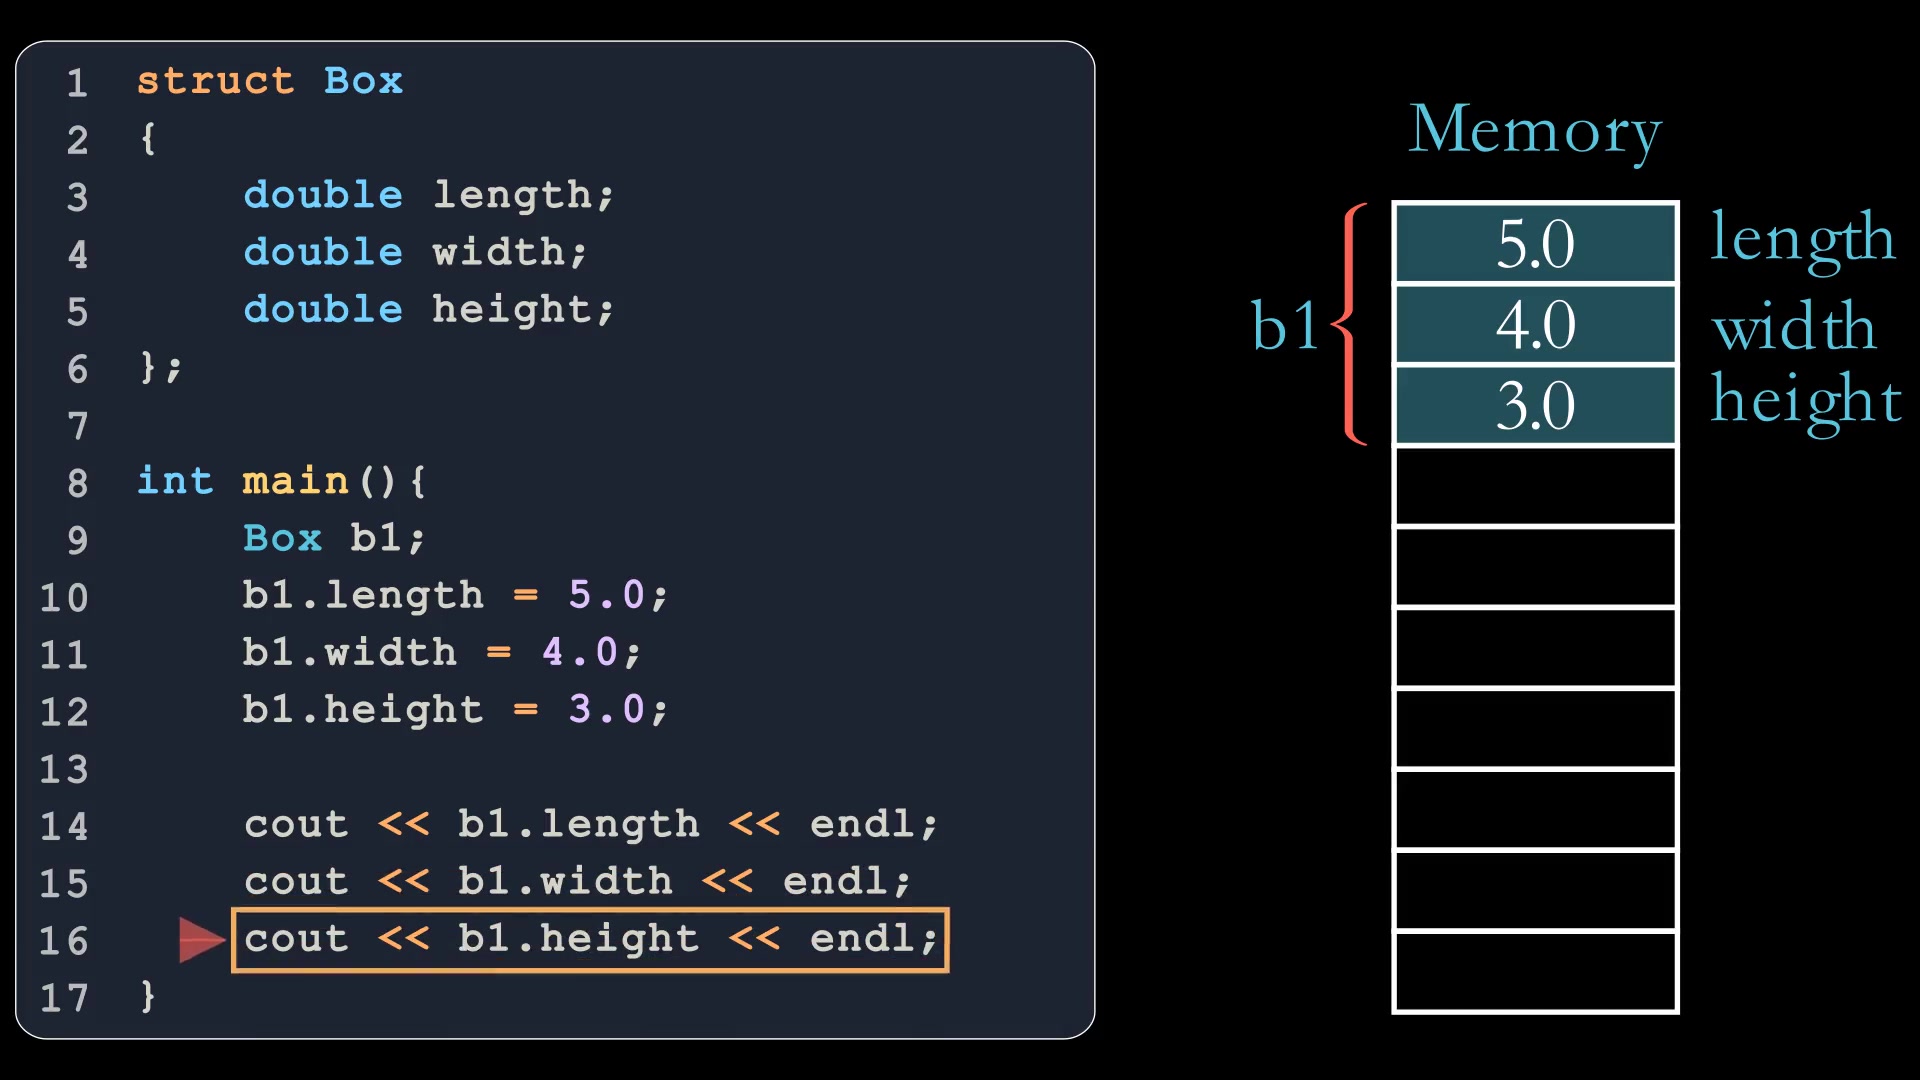 1 struct Box
2 {
3 double length;
4 double width;
5 double height;
6 };
7
8 int main(){
9 Box b1;
10 b1.length = 5.0;
11 b1.width = 4.0;
12 b1.height = 3.0;
13
14 cout << b1.length << endl;
15 cout << b1.width << endl;
16 cout << b1.height << endl;
17 }
Memory
5.0 length
b1 4.0 width
3.0 height